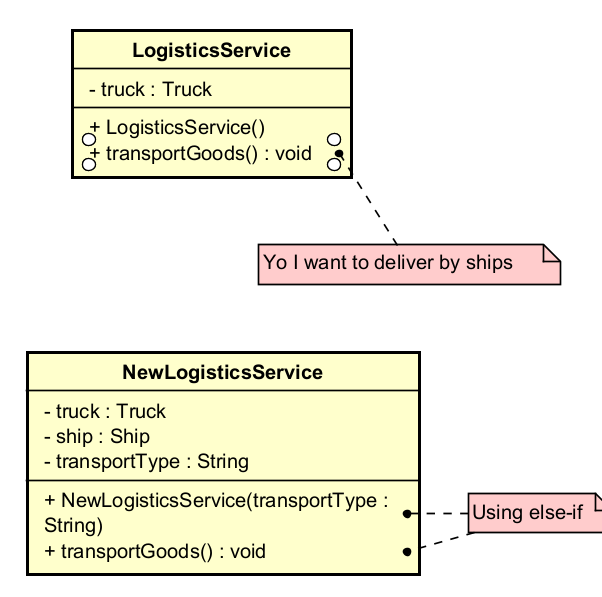 LogisticsService
- truck : Truck
+ LogisticsService()
+ transportGoods() : void
Yo I want to deliver by ships
NewLogisticsService
- truck : Truck
- ship : Ship
- transportType : String
+ NewLogisticsService(transportType :
String)
+ transportGoods() : void
Using else-if